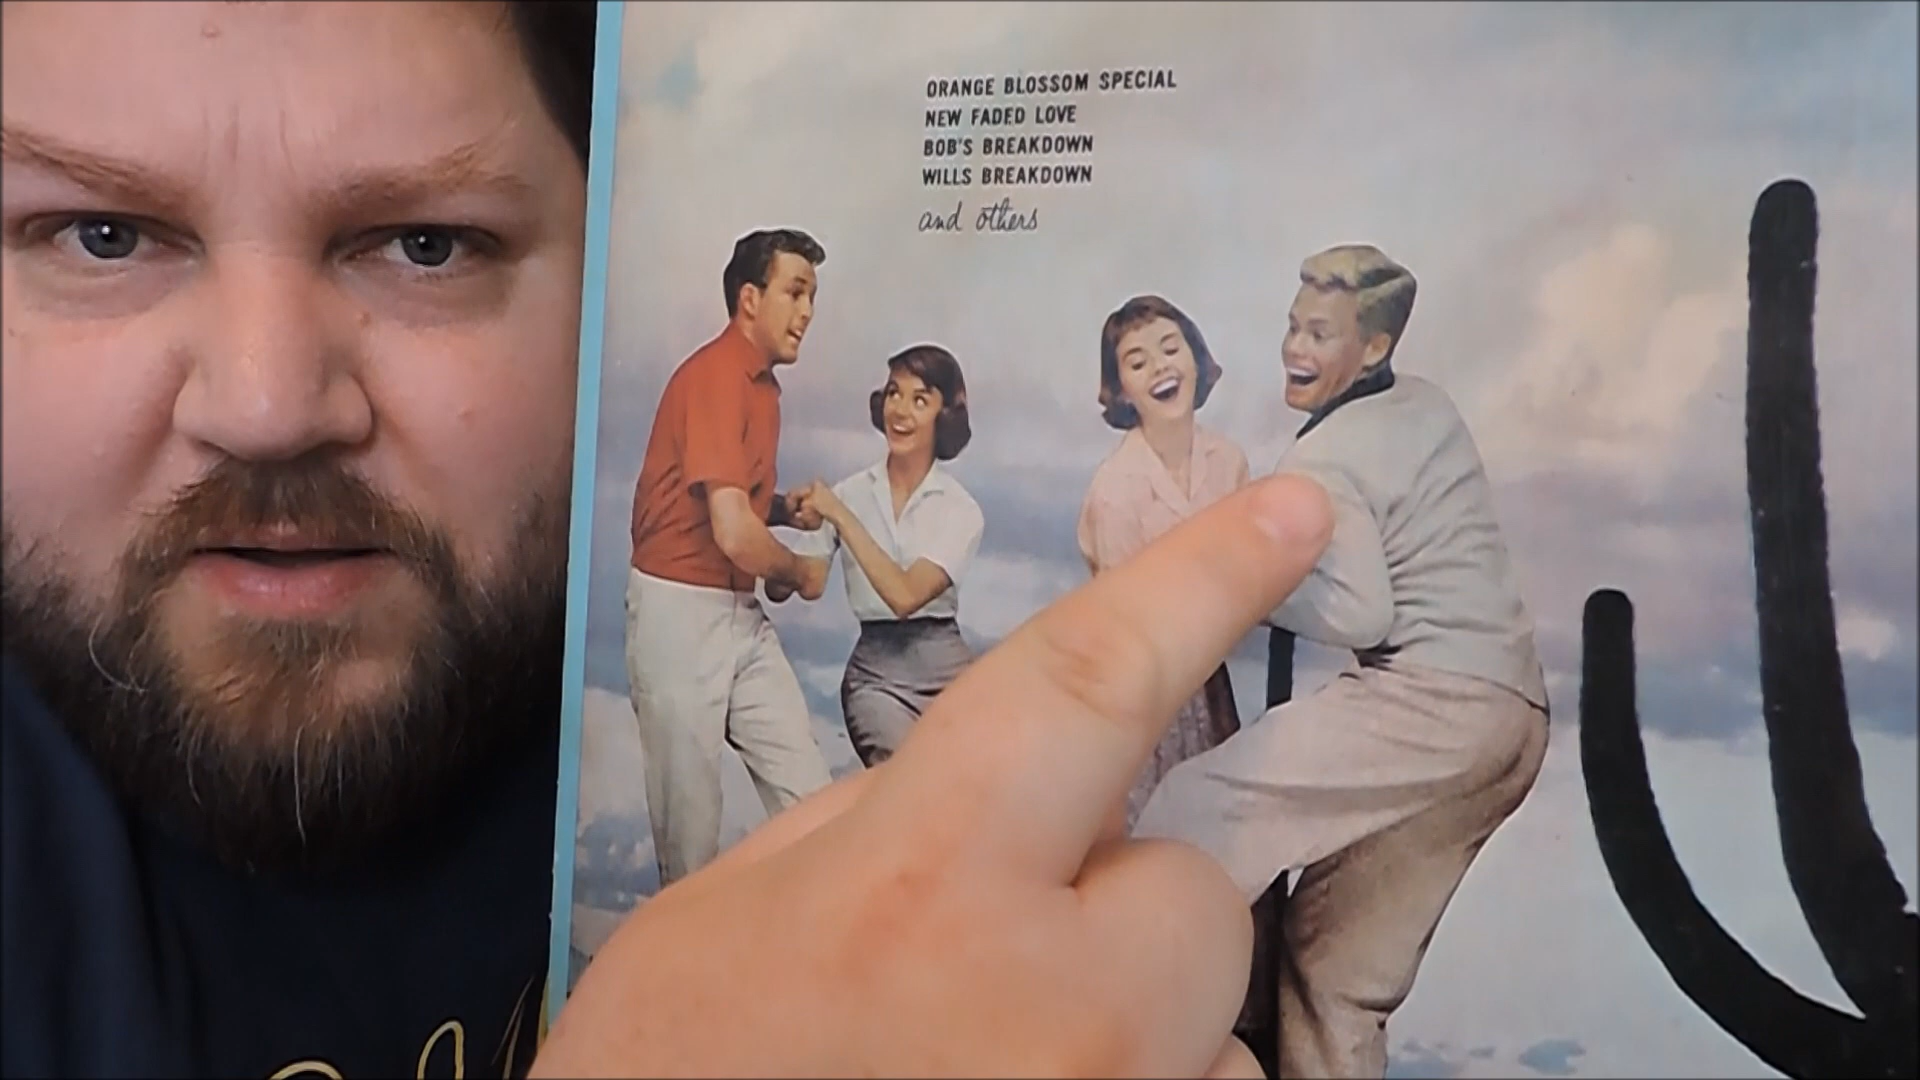 ORANGE BLOSSOM SPECIAL
NEW FADED LOVE
BOB'S BREAKDOWN
WILLS BREAKDOWN
and others